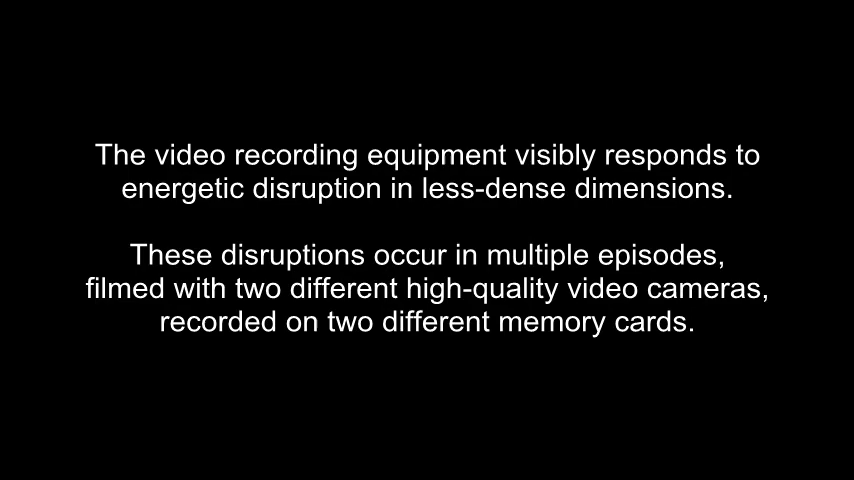 The video recording equipment visibly responds to
energetic disruption in less-dense dimensions.
These disruptions occur in multiple episodes,
filmed with two different high-quality video cameras,
recorded on two different memory cards.